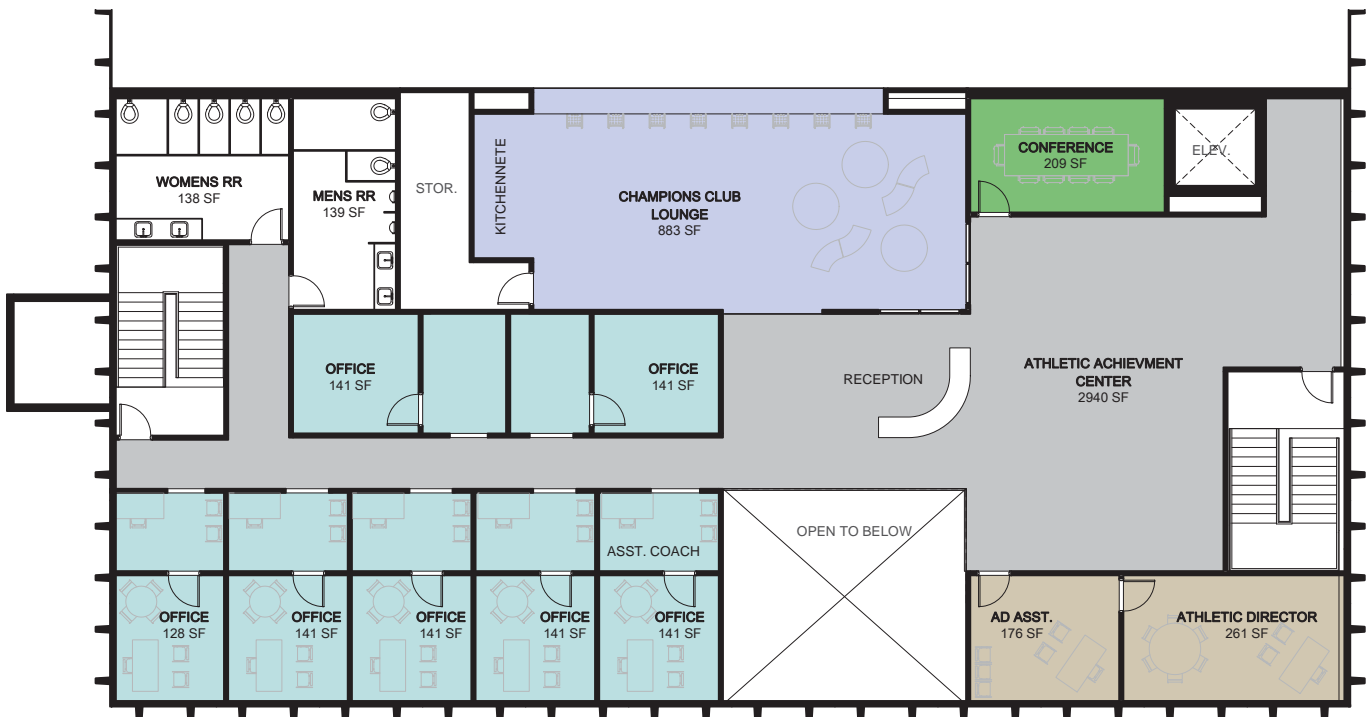 WOMENS RR
138 SF
MENS RR
139 SF
STOR.
KITCHENNETE
CHAMPIONS CLUB
LOUNGE
883 SF
CONFERENCE
209 SF
ELEV.
OFFICE
141 SF
OFFICE
141 SF
RECEPTION
ATHLETIC ACHIEVMENT
CENTER
2940 SF
OPEN TO BELOW
ASST. COACH
OFFICE
128 SF
OFFICE
141 SF
OFFICE
141 SF
OFFICE
141 SF
OFFICE
141 SF
AD ASST.
176 SF
ATHLETIC DIRECTOR
261 SF